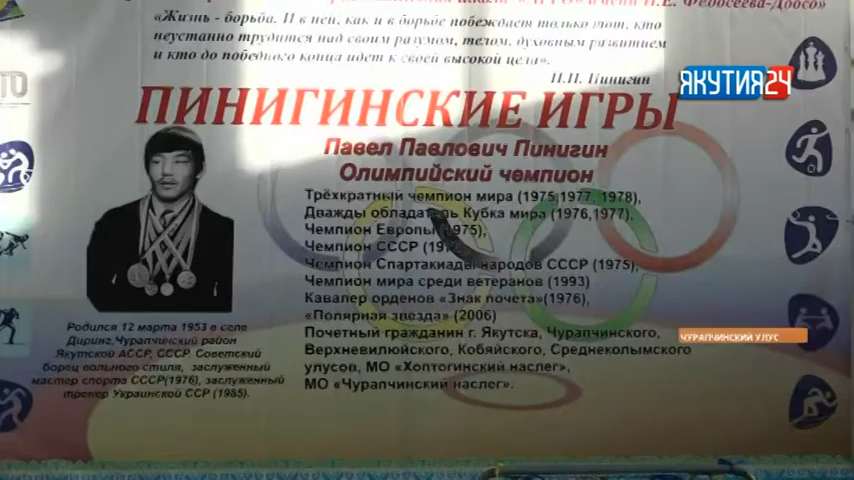 имени П.Е. Федосеева-Доосо»
«Жизнь - борьба. И в ней, как и в борьбе побеждает только тот, кто
неустанно трудится над своим разумом, телом, духовным развитием
и кто до победного конца идет к своей высокой цели».
П.П. Пинигин
ЯКУТИЯ24
ПИНИГИНСКИЕ ИГРЫ
Павел Павлович Пинигин
Олимпийский чемпион
Трёхкратный чемпион мира (1975,1977, 1978),
Дважды обладатель Кубка мира (1976,1977),
Чемпион Европы (1975),
Чемпион СССР
Чемпион Спартакиады народов СССР (1975),
Чемпион мира среди ветеранов (1993)
Кавалер орденов «Знак почета»(1976),
«Полярная звезда» (2006)
Почетный гражданин г. Якутска, Чурапчинского,
Верхневилюйского, Кобяйского, Среднеколымского
улусов, МО «Хоптогинский наслег»,
МО «Чурапчинский наслег».
Родился 12 марта 1953 в селе
Диринг,Чурапчинский район
Якутской АССР, СССР. Советский
борец вольного стиля, заслуженный
мастер спорта СССР(1976), заслуженный
тренер Украинской ССР (1985).
ЧУРАПЧИНСКИЙ УЛУС